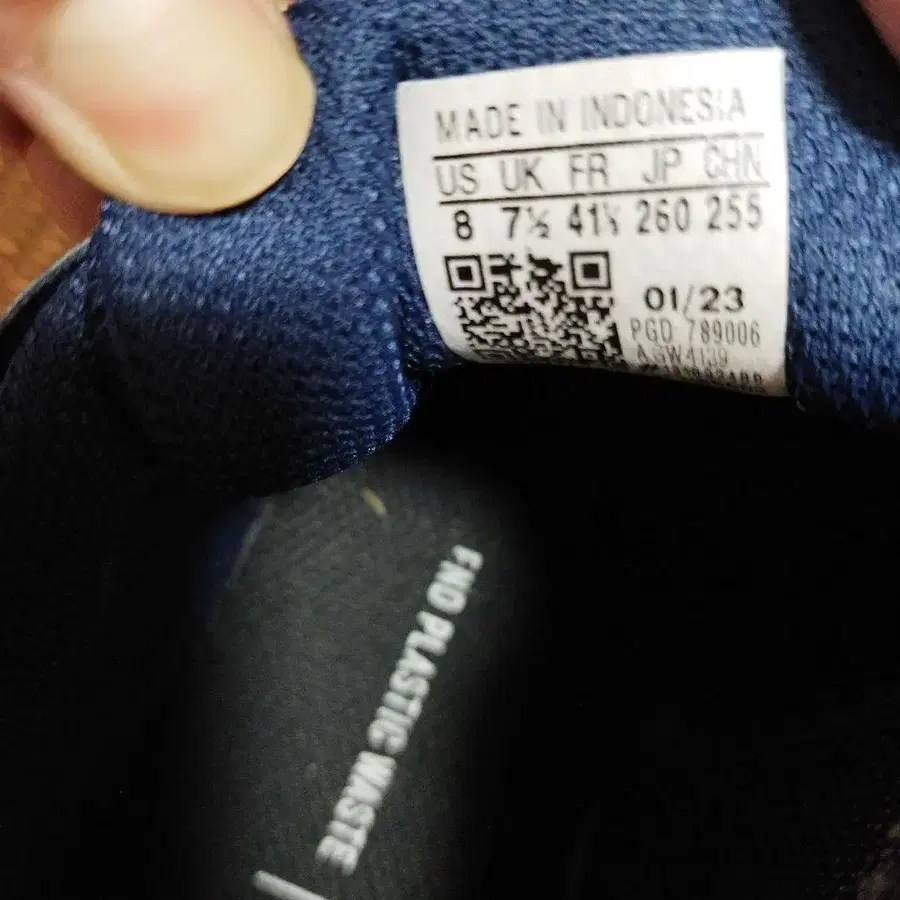 MADE IN INDONESIA
US UK FR JP CHN
8 7½ 41⅓ 260 255
01/23
PGD 789006
AGW4139
PLASTIC WASTE